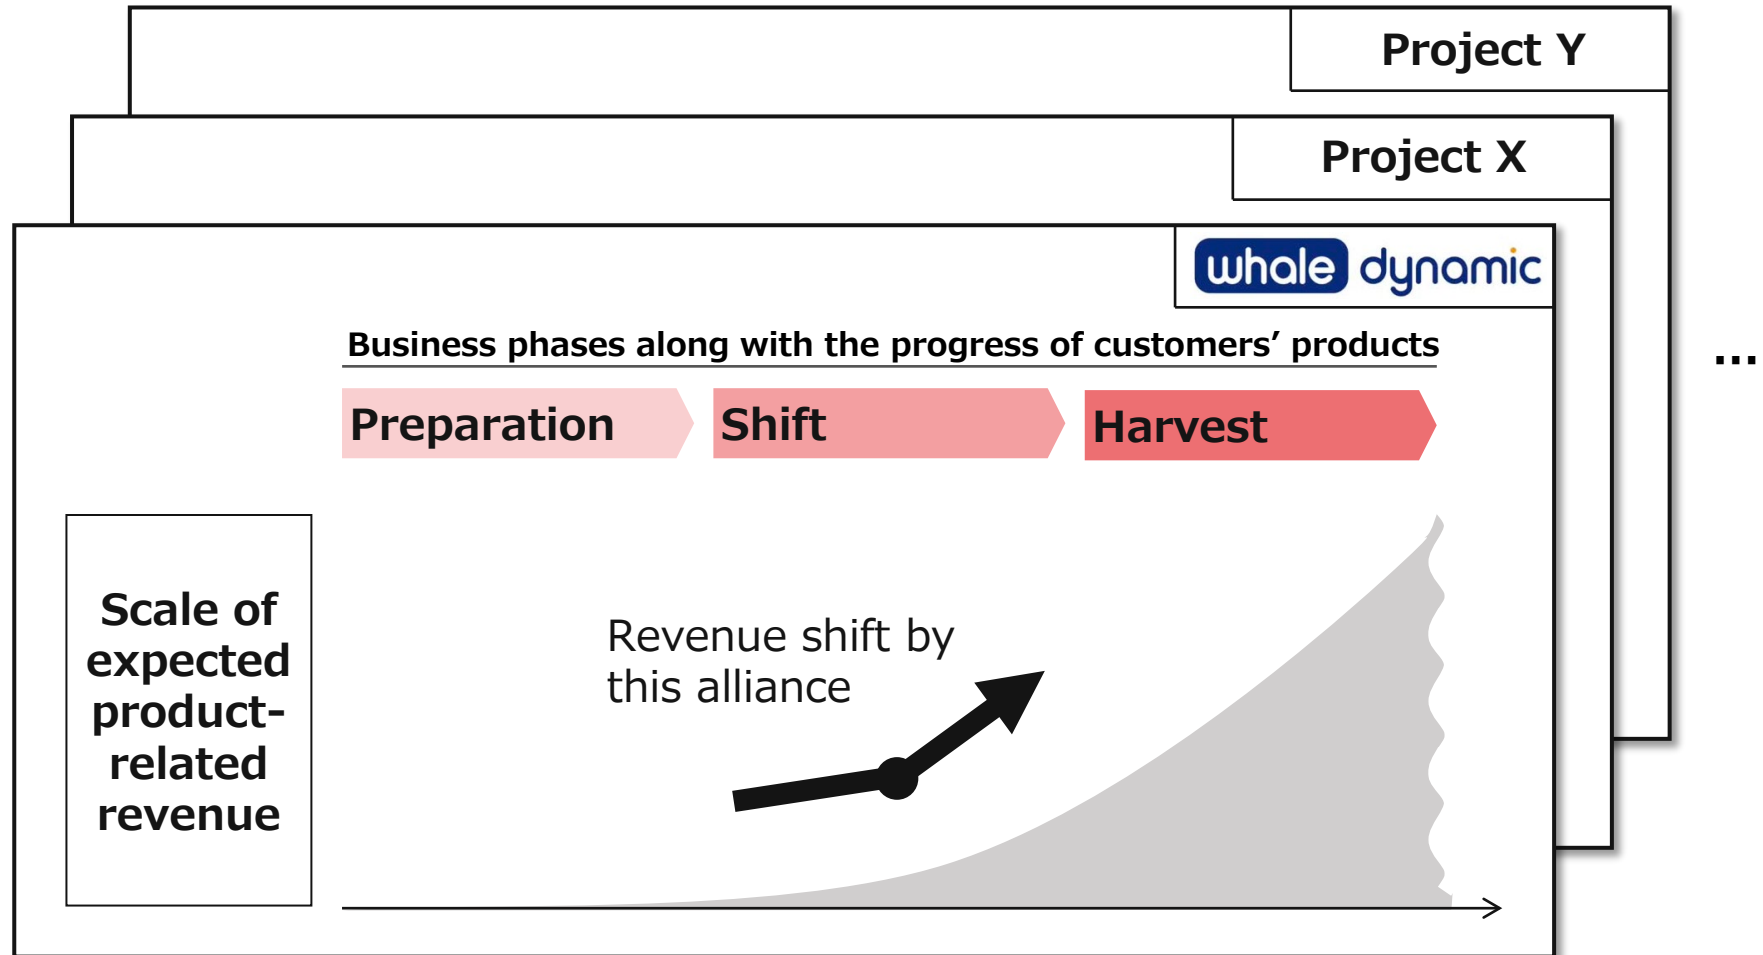 Project Y
Project X
whale dynamic
Business phases along with the progress of customers’ products
...
Preparation
Shift
Harvest
Scale of
expected
product-
related
revenue
Revenue shift by
this alliance